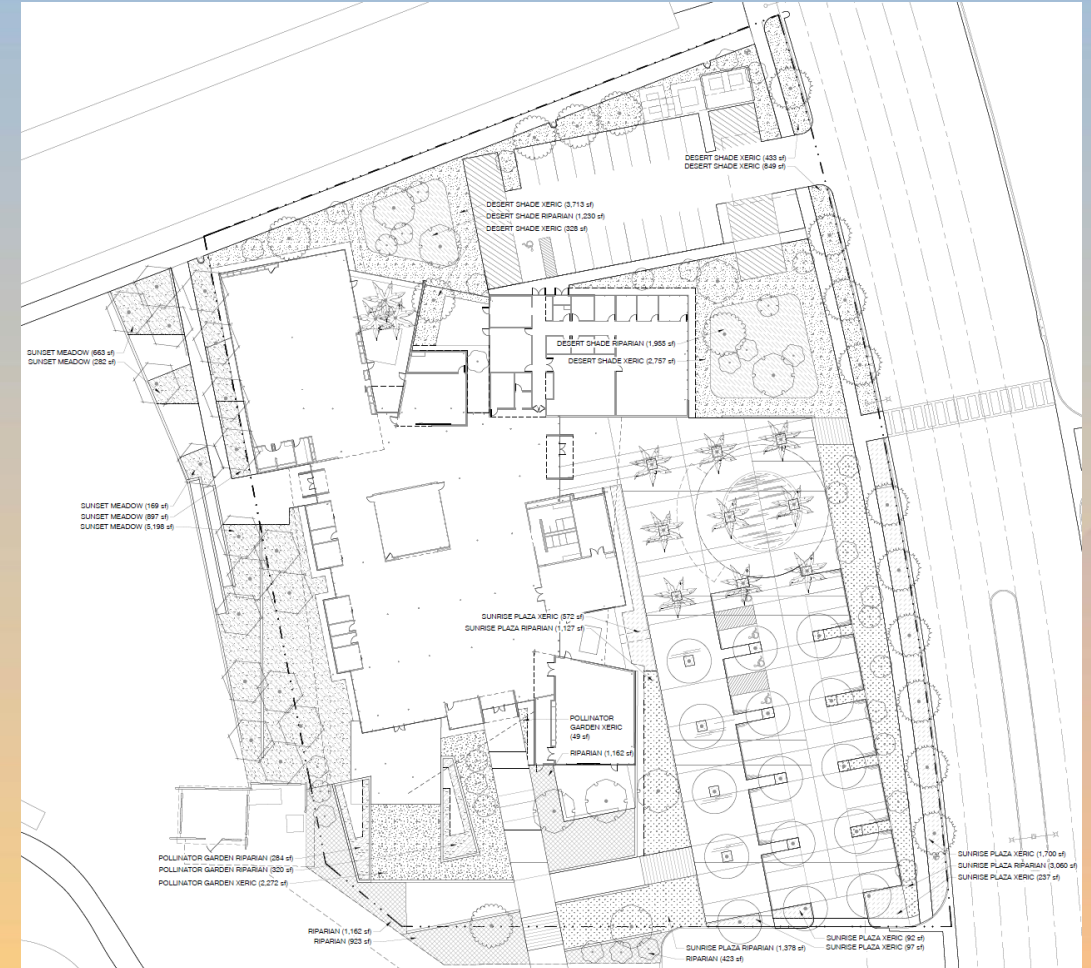 DESERT SHADE XERIC (433 sf)
DESERT SHADE XERIC (849 sf)
DESERT SHADE XERIC (3,713 sf)
DESERT SHADE RIPARIAN (1,230 sf)
DESERT SHADE XERIC (328 sf)
DESERT SHADE RIPARIAN (1,955 sf)
DESERT SHADE XERIC (2,757 sf)
SUNSET MEADOW (663 sf)
SUNSET MEADOW (282 sf)
SUNSET MEADOW (169 sf)
SUNSET MEADOW (897 sf)
SUNSET MEADOW (5,198 sf)
SUNRISE PLAZA XERIC (572 sf)
SUNRISE PLAZA RIPARIAN (1,127 sf)
POLLINATOR
GARDEN XERIC
(49 sf)
RIPARIAN (1,162 sf)
POLLINATOR GARDEN RIPARIAN (284 sf)
POLLINATOR GARDEN RIPARIAN (320 sf)
POLLINATOR GARDEN XERIC (2,272 sf)
SUNRISE PLAZA XERIC (1,700 sf)
SUNRISE PLAZA RIPARIAN (3,060 sf)
SUNRISE PLAZA XERIC (237 sf)
RIPARIAN (1,162 sf)
RIPARIAN (923 sf)
SUNRISE PLAZA XERIC (92 sf)
SUNRISE PLAZA XERIC (97 sf)
SUNRISE PLAZA RIPARIAN (1,378 sf)
RIPARIAN (423 sf)